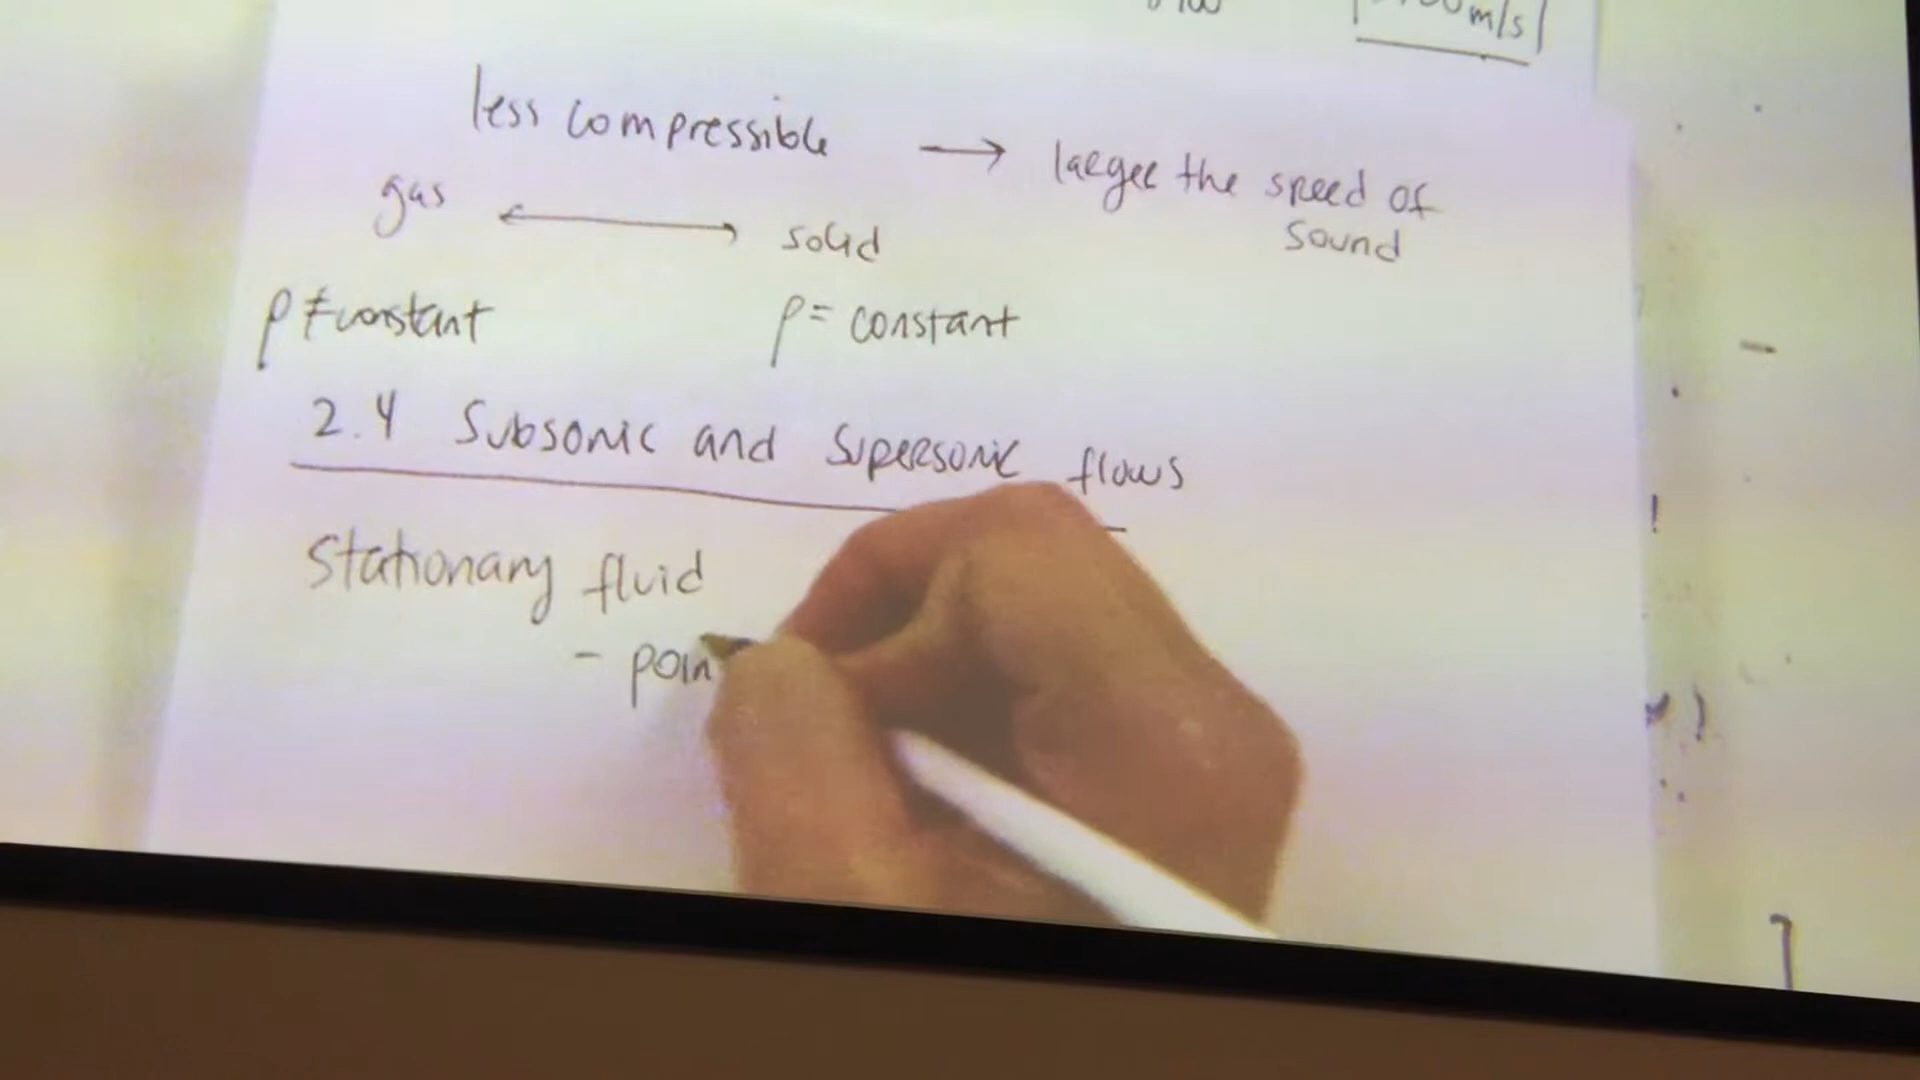 m/s
less compressible → larger the speed of
sound
gas ↔ solid
ρ ≠ constant ρ = constant
2.4 Subsonic and Supersonic flows
Stationary fluid
- poin